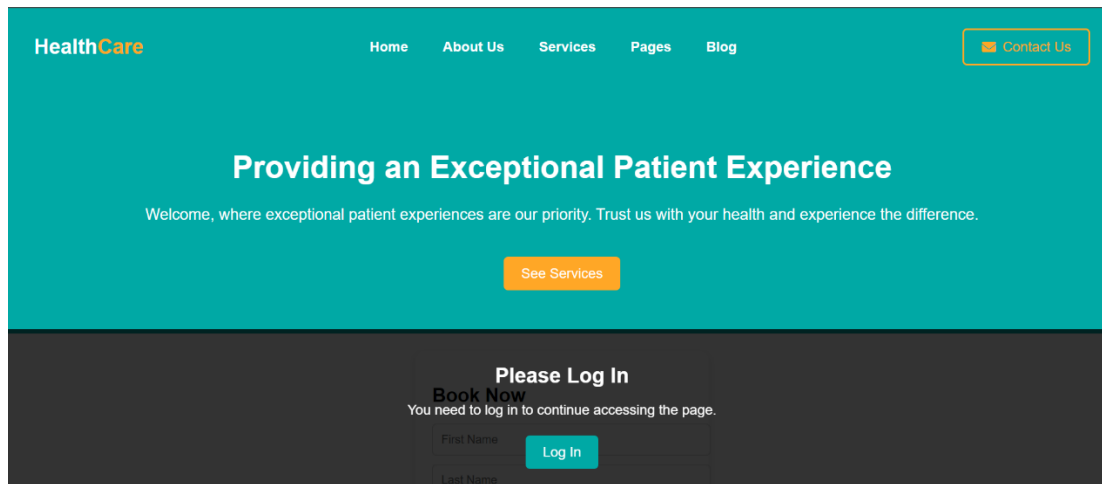 HealthCare
Home About Us Services Pages Blog
Contact Us
Providing an Exceptional Patient Experience
Welcome, where exceptional patient experiences are our priority. Trust us with your health and experience the difference.
See Services
Please Log In
Book Now
You need to log in to continue accessing the page.
First Name
Log In
Last Name